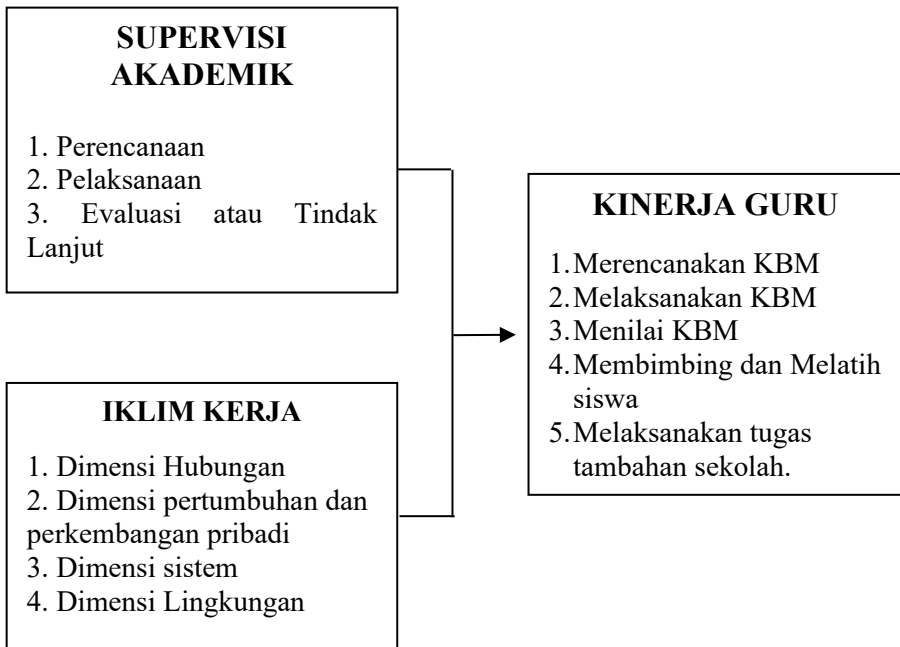 SUPERVISI
AKADEMIK
1. Perencanaan
2. Pelaksanaan
3. Evaluasi atau Tindak
Lanjut
IKLIM KERJA
1. Dimensi Hubungan
2. Dimensi pertumbuhan dan
perkembangan pribadi
3. Dimensi sistem
4. Dimensi Lingkungan
KINERJA GURU
1. Merencanakan KBM
2. Melaksanakan KBM
3. Menilai KBM
4. Membimbing dan Melatih
siswa
5. Melaksanakan tugas
tambahan sekolah.